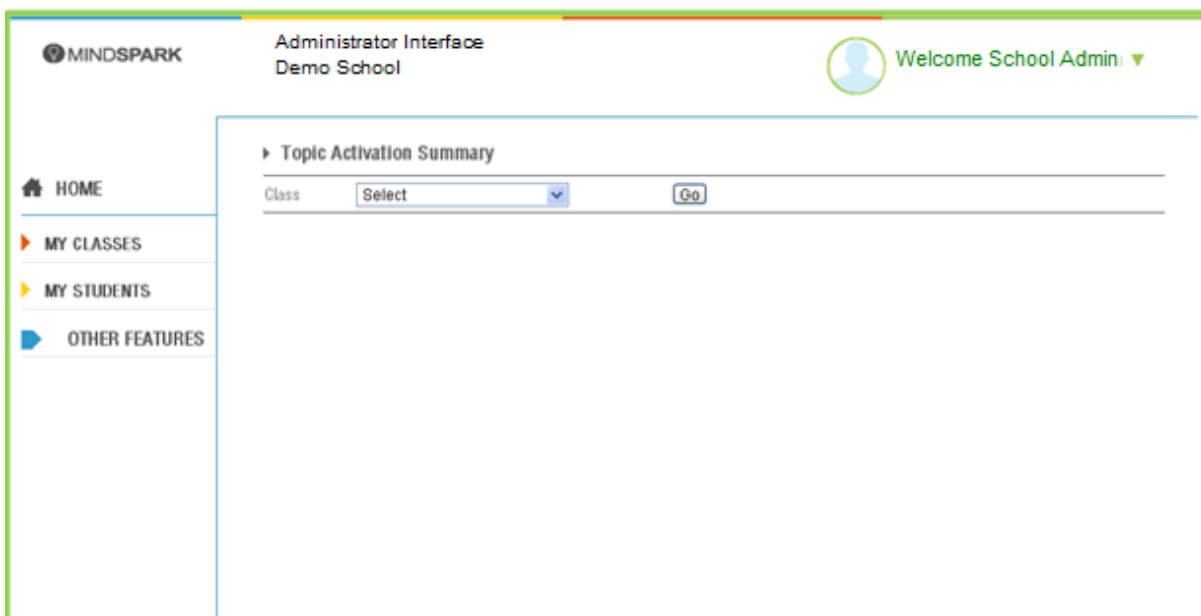 MINDSPARK
Administrator Interface
Demo School
Welcome School Admin
Topic Activation Summary
HOME
Class Select Go
MY CLASSES
MY STUDENTS
OTHER FEATURES